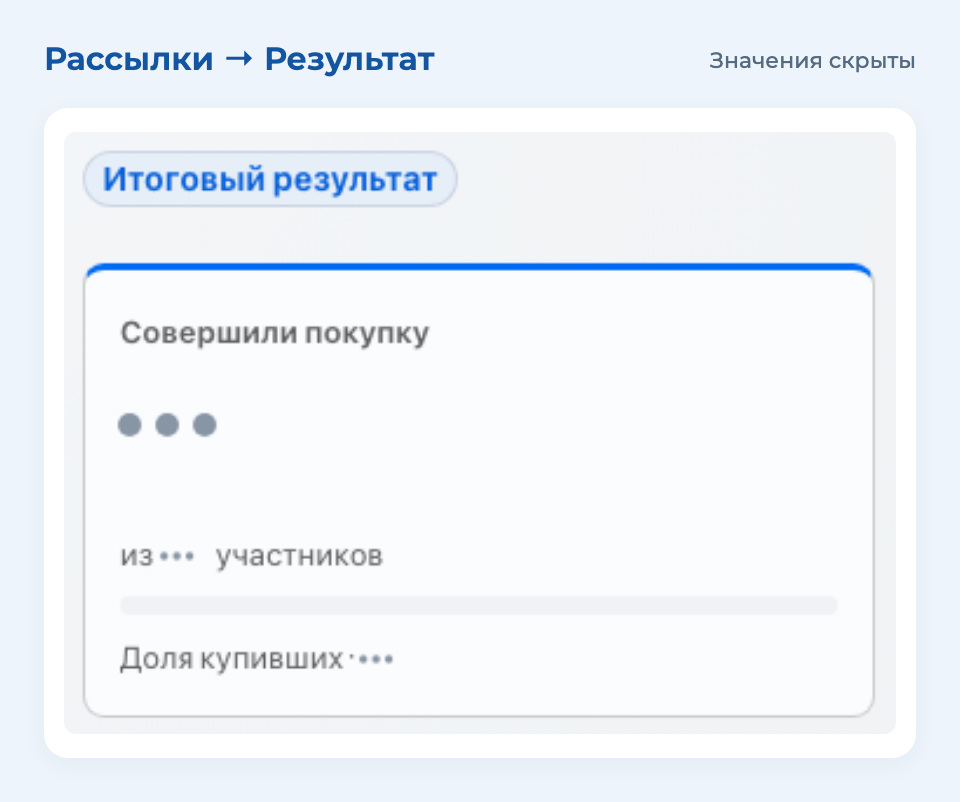 Рассылки → Результат
Значения скрыты
Итоговый результат
Совершили покупку
•••
из ••• участников
Доля купивших · •••